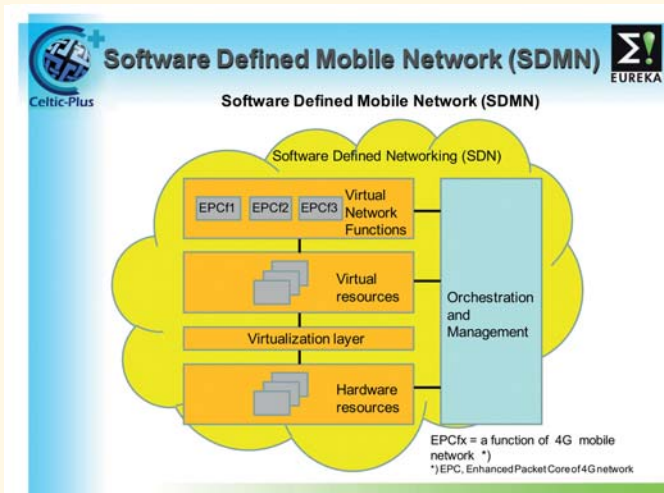 Celtic-Plus
Software Defined Mobile Network (SDMN)
Σ!
EUREKA
Software Defined Mobile Network (SDMN)
Software Defined Networking (SDN)
EPCf1
EPCf2
EPCf3
Virtual
Network
Functions
Virtual
resources
Virtualization layer
Hardware
resources
Orchestration
and
Management
EPCfx = a function of 4G mobile
network *)
*) EPC, Enhanced Packet Core of 4G network